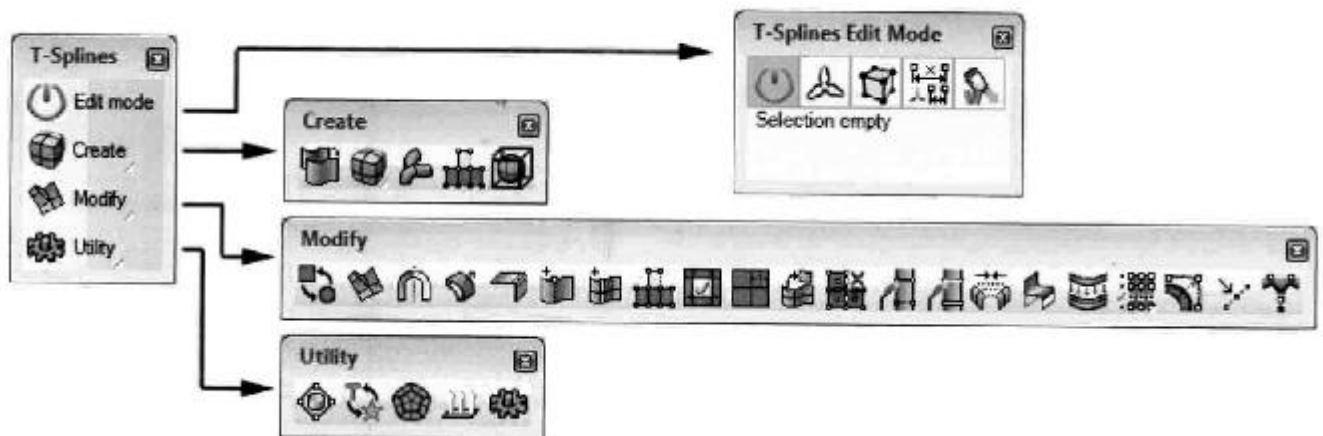 T-Splines
Edit mode
Create
Modify
Utility
T-Splines Edit Mode
Selection empty
Create
Modify
Utility